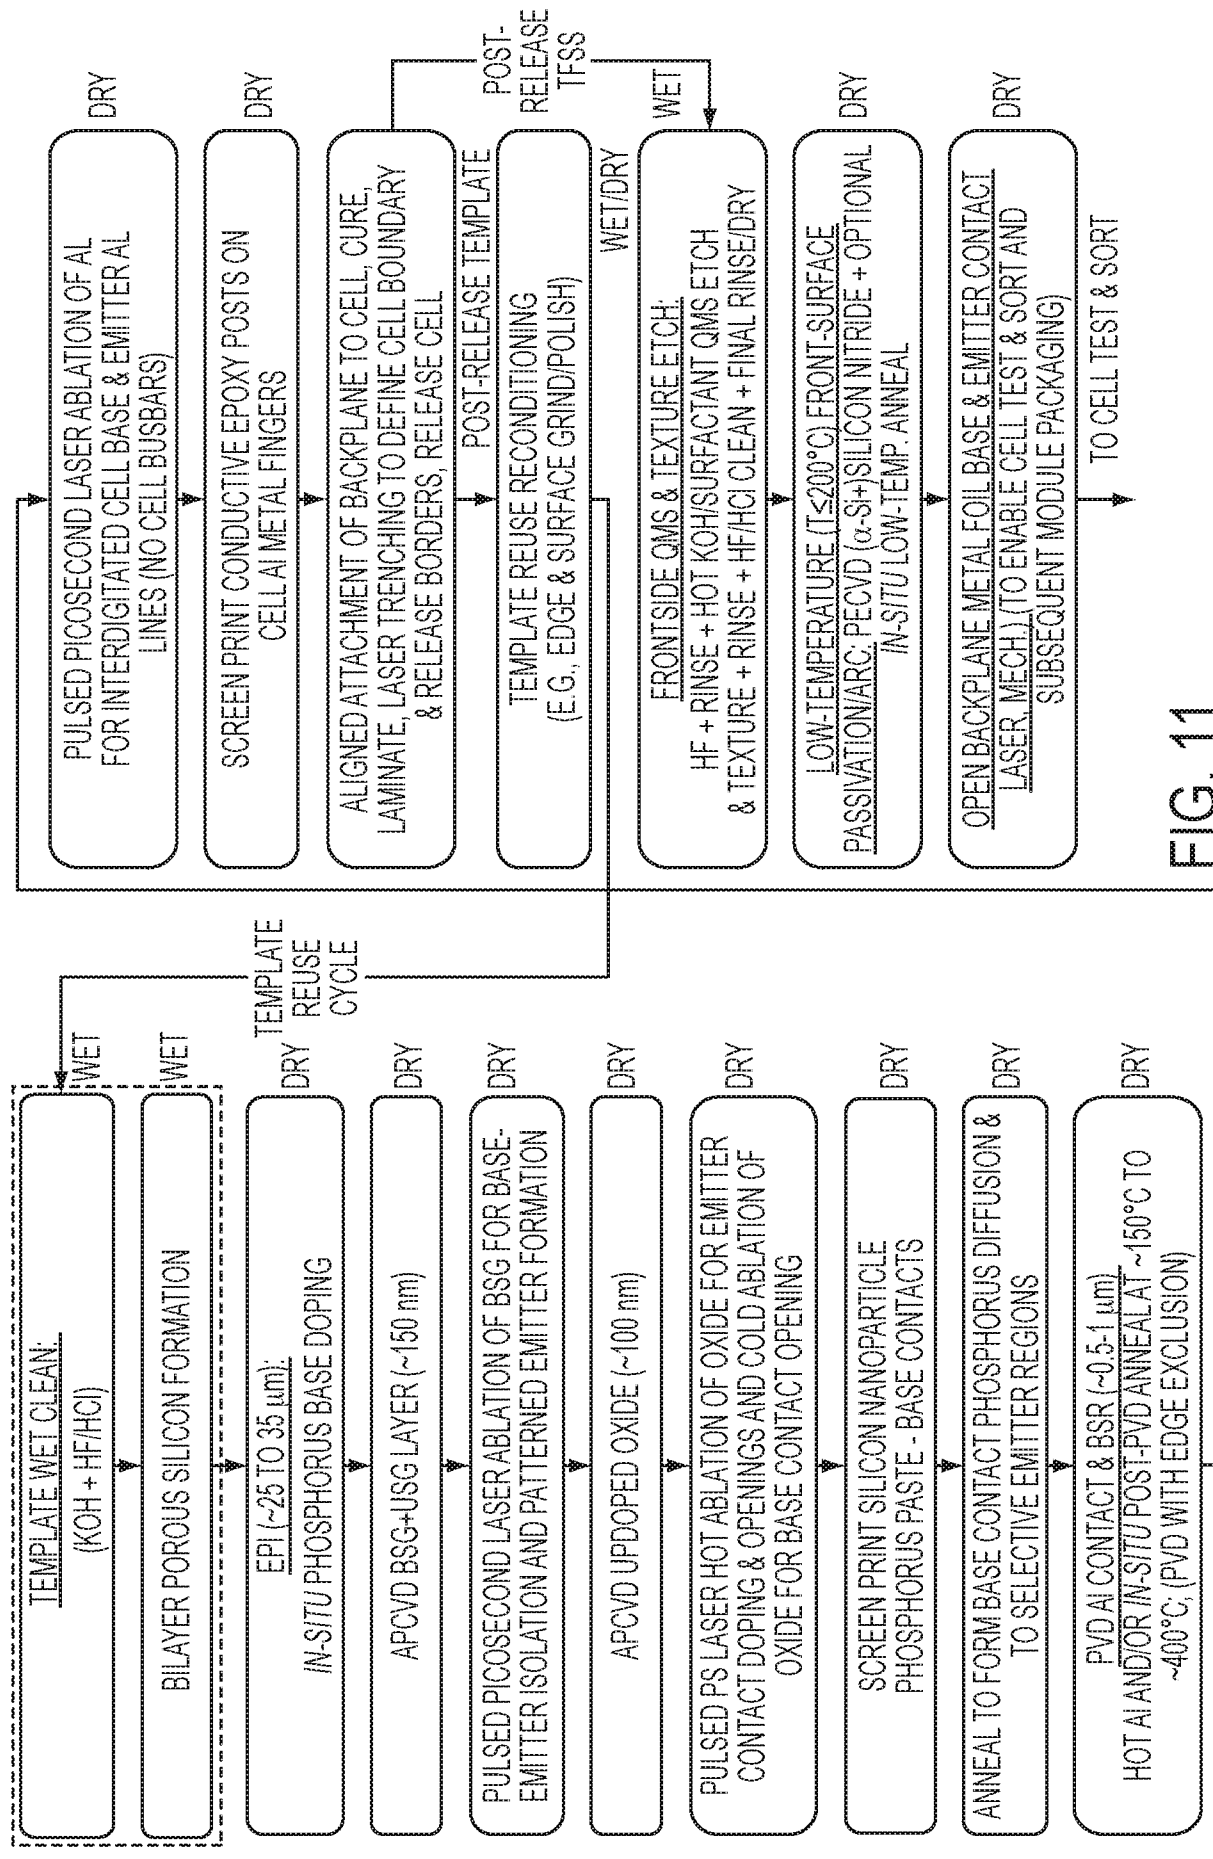 TEMPLATE WET CLEAN:
(KOH + HF/HCl)
WET
BILAYER POROUS SILICON FORMATION
WET
EPI (~25 TO 35 μm):
IN-SITU PHOSPHORUS BASE DOPING
DRY
APCVD BSG+USG LAYER (~150 nm)
DRY
PULSED PICOSECOND LASER ABLATION OF BSG FOR BASE-
EMITTER ISOLATION AND PATTERNED EMITTER FORMATION
DRY
APCVD UPDOPED OXIDE (~100 nm)
DRY
PULSED PS LASER HOT ABLATION OF OXIDE FOR EMITTER
CONTACT DOPING & OPENINGS AND COLD ABLATION OF
OXIDE FOR BASE CONTACT OPENING
DRY
SCREEN PRINT SILICON NANOPARTICLE
PHOSPHORUS PASTE - BASE CONTACTS
DRY
ANNEAL TO FORM BASE CONTACT PHOSPHORUS DIFFUSION &
TO SELECTIVE EMITTER REGIONS
DRY
PVD Al CONTACT & BSR (~0.5-1 μm)
HOT Al AND/OR IN-SITU POST-PVD ANNEAL AT ~150°C TO
~400°C; (PVD WITH EDGE EXCLUSION)
DRY
TEMPLATE
REUSE
CYCLE
PULSED PICOSECOND LASER ABLATION OF AL
FOR INTERDIGITATED CELL BASE & EMITTER AL
LINES (NO CELL BUSBARS)
DRY
SCREEN PRINT CONDUCTIVE EPOXY POSTS ON
CELL Al METAL FINGERS
DRY
ALIGNED ATTACHMENT OF BACKPLANE TO CELL, CURE,
LAMINATE, LASER TRENCHING TO DEFINE CELL BOUNDARY
& RELEASE BORDERS, RELEASE CELL
POST-RELEASE TEMPLATE
POST-
RELEASE
TFSS
TEMPLATE REUSE RECONDITIONING
(E.G., EDGE & SURFACE GRIND/POLISH)
WET/DRY
FRONTSIDE QMS & TEXTURE ETCH:
HF + RINSE + HOT KOH/SURFACTANT QMS ETCH
& TEXTURE + RINSE + HF/HCl CLEAN + FINAL RINSE/DRY
WET
LOW-TEMPERATURE (T≤200°C) FRONT-SURFACE
PASSIVATION/ARC: PECVD (α-Si+)SILICON NITRIDE + OPTIONAL
IN-SITU LOW-TEMP. ANNEAL
DRY
OPEN BACKPLANE METAL FOIL BASE & EMITTER CONTACT
LASER, MECH.) (TO ENABLE CELL TEST & SORT AND
SUBSEQUENT MODULE PACKAGING)
DRY
TO CELL TEST & SORT
FIG. 11